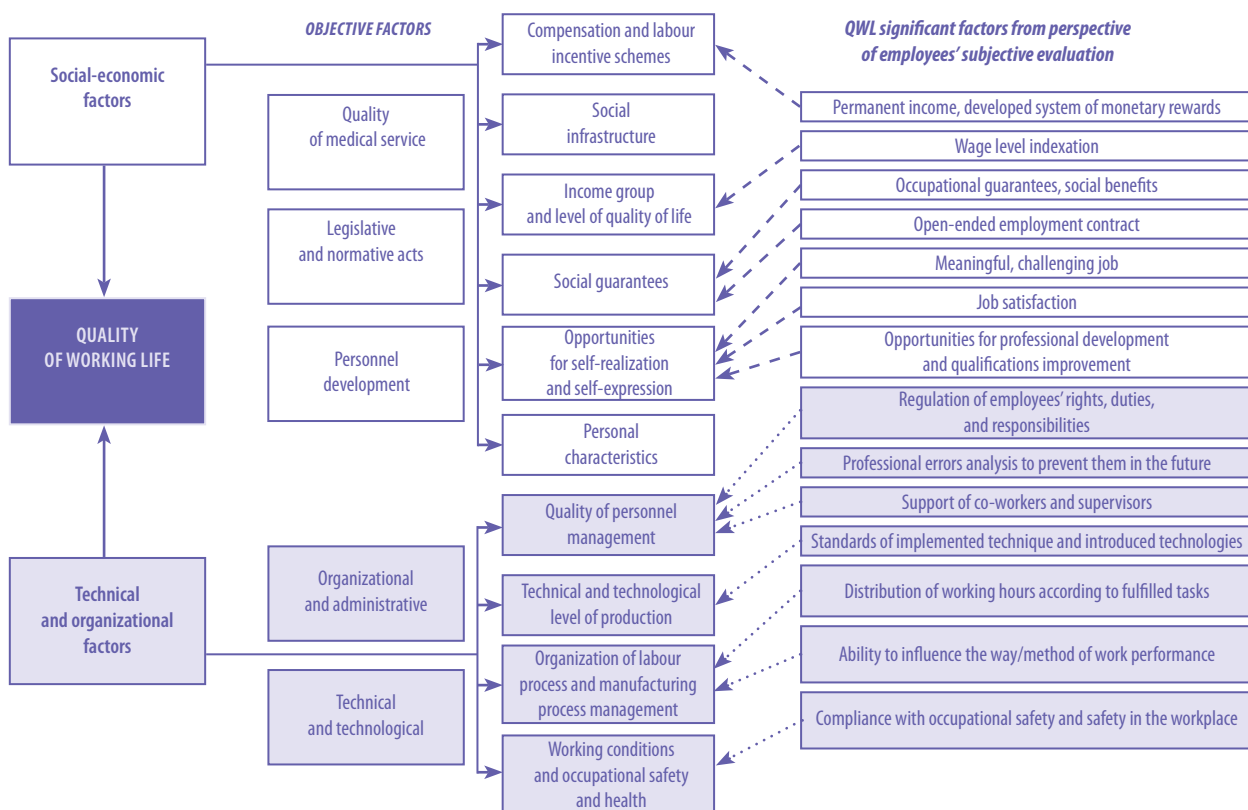 OBJECTIVE FACTORS
QWL significant factors from perspective
of employees' subjective evaluation
Social-economic
factors
QUALITY
OF WORKING LIFE
Technical
and organizational
factors
Quality
of medical service
Legislative
and normative acts
Personnel
development
Organizational
and administrative
Technical
and technological
Compensation and labour
incentive schemes
Social
infrastructure
Income group
and level of quality of life
Social guarantees
Opportunities
for self-realization
and self-expression
Personal
characteristics
Quality of personnel
management
Technical and technological
level of production
Organization of labour
process and manufacturing
process management
Working conditions
and occupational safety
and health
Permanent income, developed system of monetary rewards
Wage level indexation
Occupational guarantees, social benefits
Open-ended employment contract
Meaningful, challenging job
Job satisfaction
Opportunities for professional development
and qualifications improvement
Regulation of employees' rights, duties,
and responsibilities
Professional errors analysis to prevent them in the future
Support of co-workers and supervisors
Standards of implemented technique and introduced technologies
Distribution of working hours according to fulfilled tasks
Ability to influence the way/method of work performance
Compliance with occupational safety and safety in the workplace